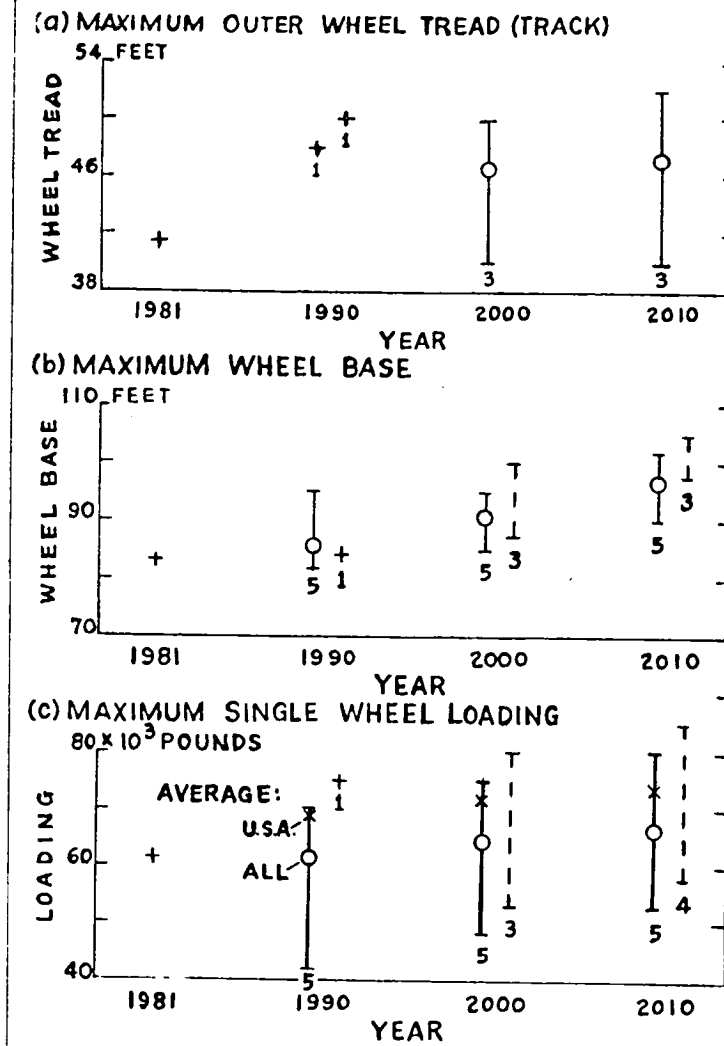 (a) MAXIMUM OUTER WHEEL TREAD (TRACK)
54 FEET
WHEEL TREAD
46
38
1
1
3
3
1981 1990 2000 2010
YEAR
(b) MAXIMUM WHEEL BASE
110 FEET
WHEEL BASE
90
70
5 1 5 3 5 3
1981 1990 2000 2010
YEAR
(c) MAXIMUM SINGLE WHEEL LOADING
80 × 10³ POUNDS
LOADING
60
40
AVERAGE:
U.S.A.
ALL
1
5
5 3
5 4
1981 1990 2000 2010
YEAR